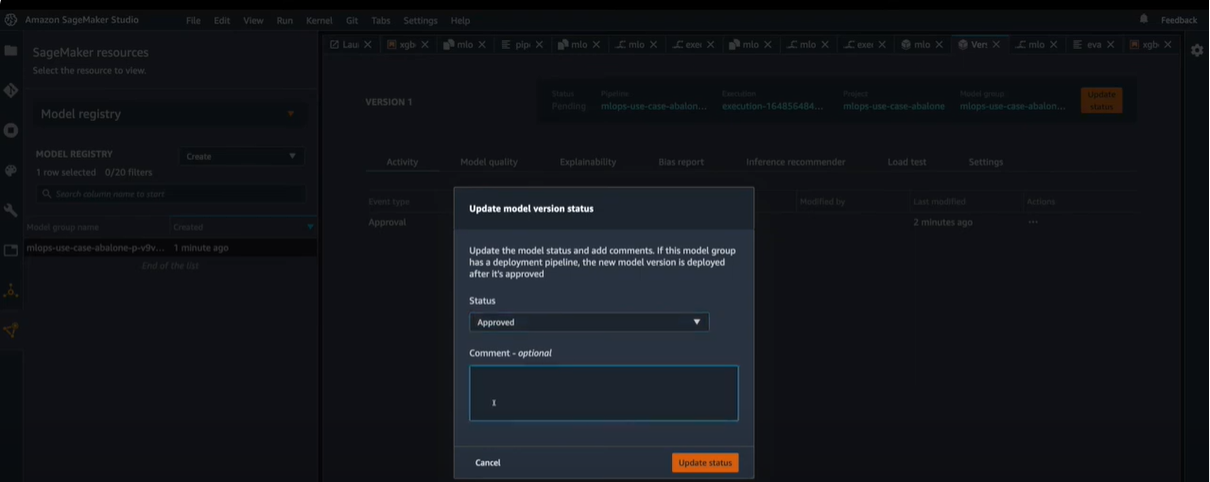 Amazon SageMaker Studio File Edit View Run Kernel Git Tabs Settings Help Feedback
Lau xgb mlo pip mlo mlo exe mlo mlo exe mlo Ver mlo eva xgb
SageMaker resources
Select the resource to view.
Model registry
MODEL REGISTRY Create
1 row selected 0/20 filters
Search column name to start
Model group name Created
mlops-use-case-abalone-p-v9v... 1 minute ago
End of the list
VERSION 1
Status Pipeline Execution Project Model group
Pending mlops-use-case-abalon... execution-164856484... mlops-use-case-abalone mlops-use-case-abalon...
Update status
Activity Model quality Explainability Bias report Inference recommender Load test Settings
Event type Modified by Last modified Actions
Approval 2 minutes ago ...
Update model version status
Update the model status and add comments. If this model group
has a deployment pipeline, the new model version is deployed
after it's approved
Status
Approved
Comment - optional
Cancel Update status